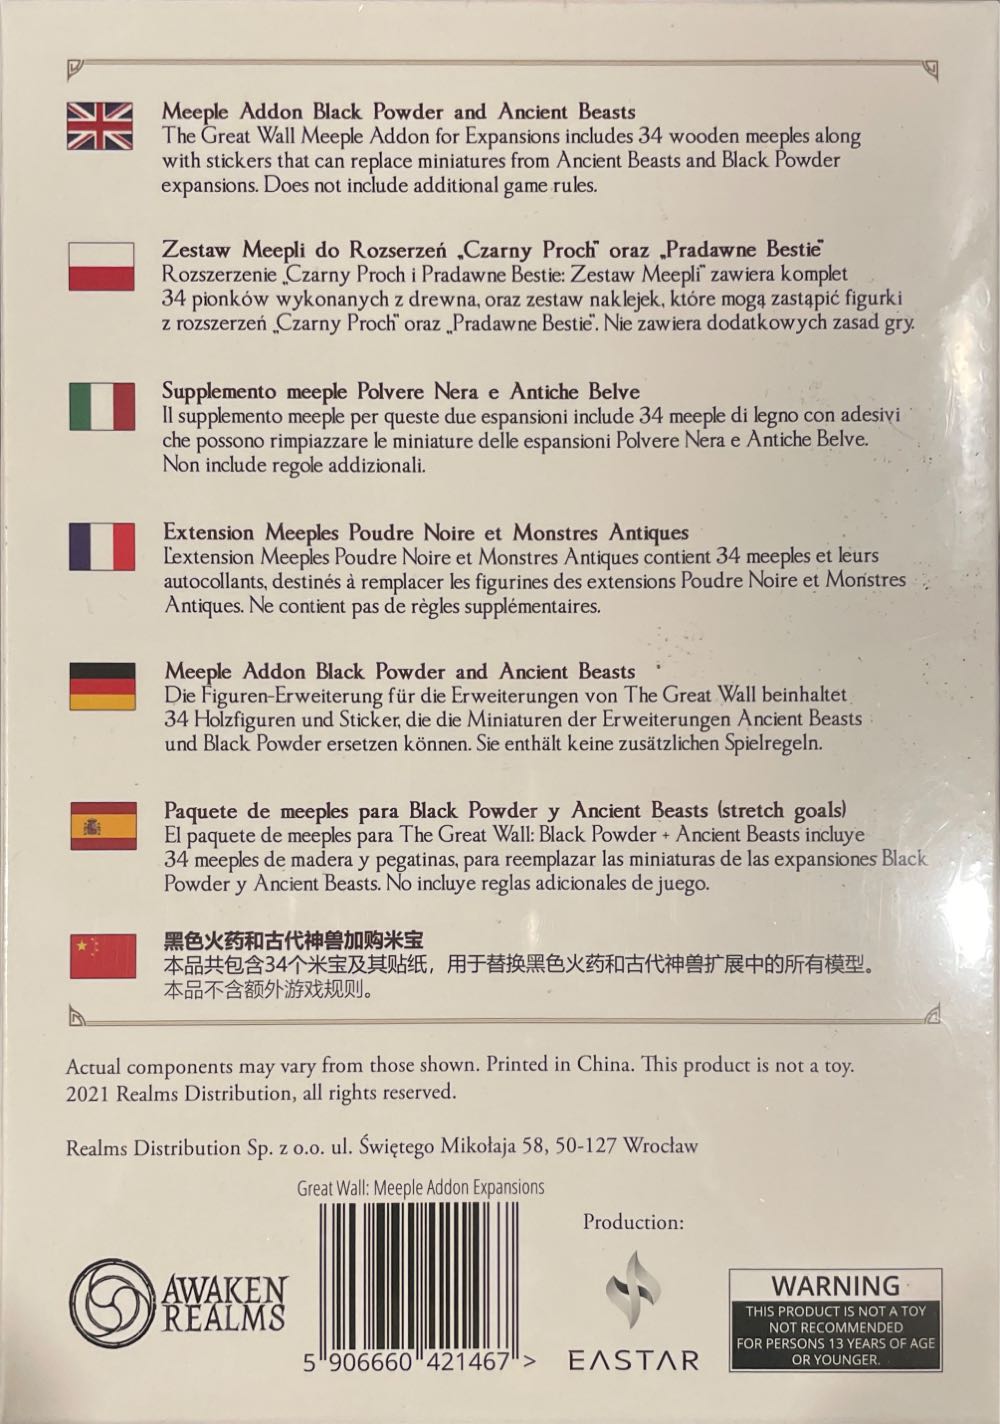 Meeple Addon Black Powder and Ancient Beasts
The Great Wall Meeple Addon for Expansions includes 34 wooden meeples along
with stickers that can replace miniatures from Ancient Beasts and Black Powder
expansions. Does not include additional game rules.
Zestaw Meepli do Rozserzeń „Czarny Proch” oraz „Pradawne Bestie”
Rozszerzenie „Czarny Proch i Pradawne Bestie: Zestaw Meepli” zawiera komplet
34 pionków wykonanych z drewna, oraz zestaw naklejek, które mogą zastąpić figurki
z rozszerzeń „Czarny Proch” oraz „Pradawne Bestie”. Nie zawiera dodatkowych zasad gry.
Supplemento meeple Polvere Nera e Antiche Belve
Il supplemento meeple per queste due espansioni include 34 meeple di legno con adesivi
che possono rimpiazzare le miniature delle espansioni Polvere Nera e Antiche Belve.
Non include regole addizionali.
Extension Meeples Poudre Noire et Monstres Antiques
L'extension Meeples Poudre Noire et Monstres Antiques contient 34 meeples et leurs
autocollants, destinés à remplacer les figurines des extensions Poudre Noire et Monstres
Antiques. Ne contient pas de règles supplémentaires.
Meeple Addon Black Powder and Ancient Beasts
Die Figuren-Erweiterung für die Erweiterungen von The Great Wall beinhaltet
34 Holzfiguren und Sticker, die die Miniaturen der Erweiterungen Ancient Beasts
und Black Powder ersetzen können. Sie enthält keine zusätzlichen Spielregeln.
Paquete de meeples para Black Powder y Ancient Beasts (stretch goals)
El paquete de meeples para The Great Wall: Black Powder + Ancient Beasts incluye
34 meeples de madera y pegatinas, para reemplazar las miniaturas de las expansiones Black
Powder y Ancient Beasts. No incluye reglas adicionales de juego.
黑色火药和古代神兽加购米宝
本品共包含34个米宝及其贴纸，用于替换黑色火药和古代神兽扩展中的所有模型。
本品不含额外游戏规则。
Actual components may vary from those shown. Printed in China. This product is not a toy.
2021 Realms Distribution, all rights reserved.
Realms Distribution Sp. z o.o. ul. Świętego Mikołaja 58, 50-127 Wrocław
Great Wall: Meeple Addon Expansions
5 906660 421467 >
AWAKEN
REALMS
Production:
EASTAR
WARNING
THIS PRODUCT IS NOT A TOY
NOT RECOMMENDED
FOR PERSONS 13 YEARS OF AGE
OR YOUNGER.